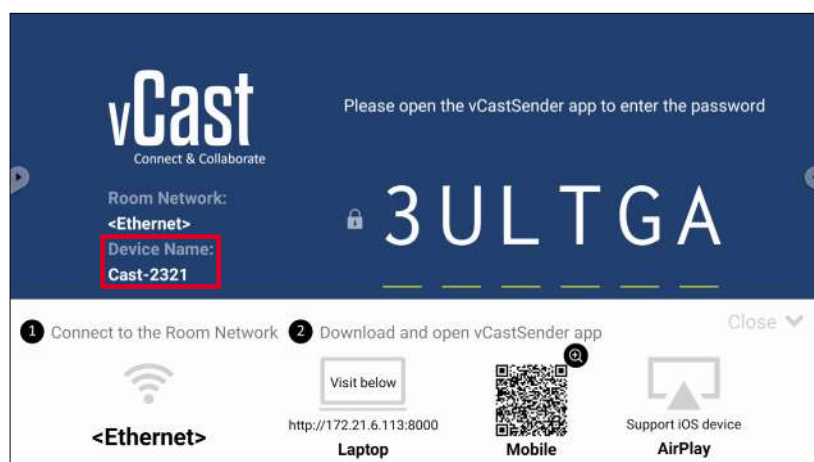 vCast
Connect & Collaborate
Please open the vCastSender app to enter the password
Room Network:
<Ethernet>
Device Name:
Cast-2321
3ULTGA
1 Connect to the Room Network
2 Download and open vCastSender app
Close
<Ethernet>
Visit below
http://172.21.6.113:8000
Laptop
Mobile
Support iOS device
AirPlay